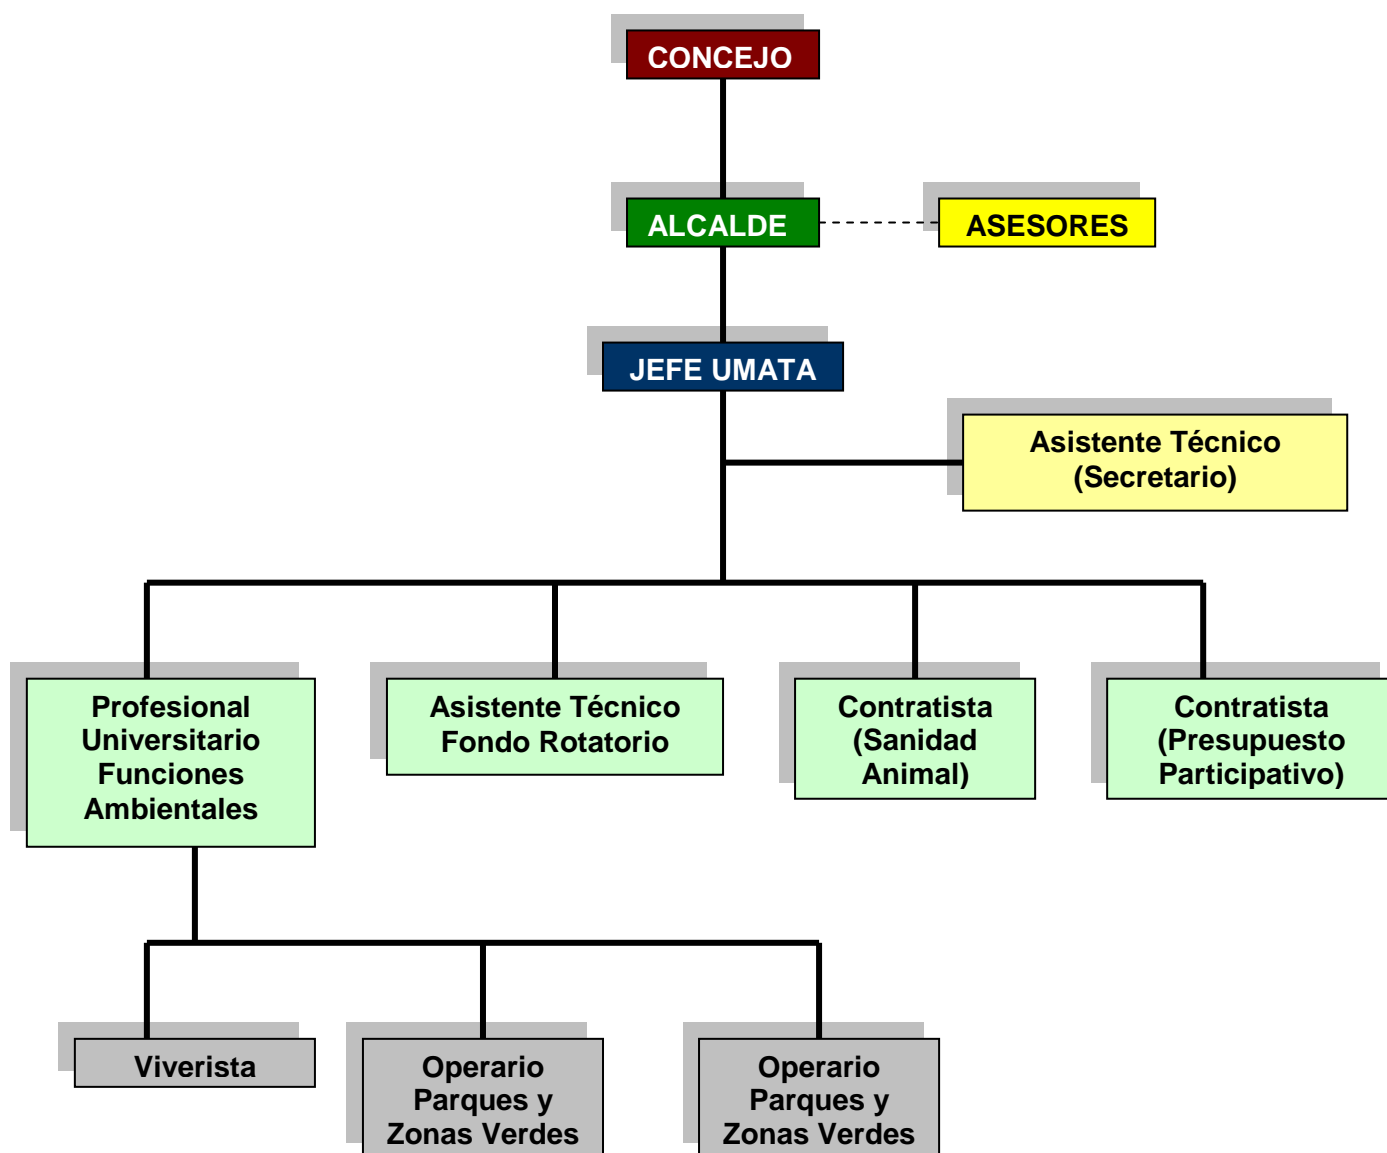 CONCEJO
ALCALDE
ASESORES
JEFE UMATA
Asistente Técnico
(Secretario)
Profesional
Universitario
Funciones
Ambientales
Asistente Técnico
Fondo Rotatorio
Contratista
(Sanidad
Animal)
Contratista
(Presupuesto
Participativo)
Viverista
Operario
Parques y
Zonas Verdes
Operario
Parques y
Zonas Verdes